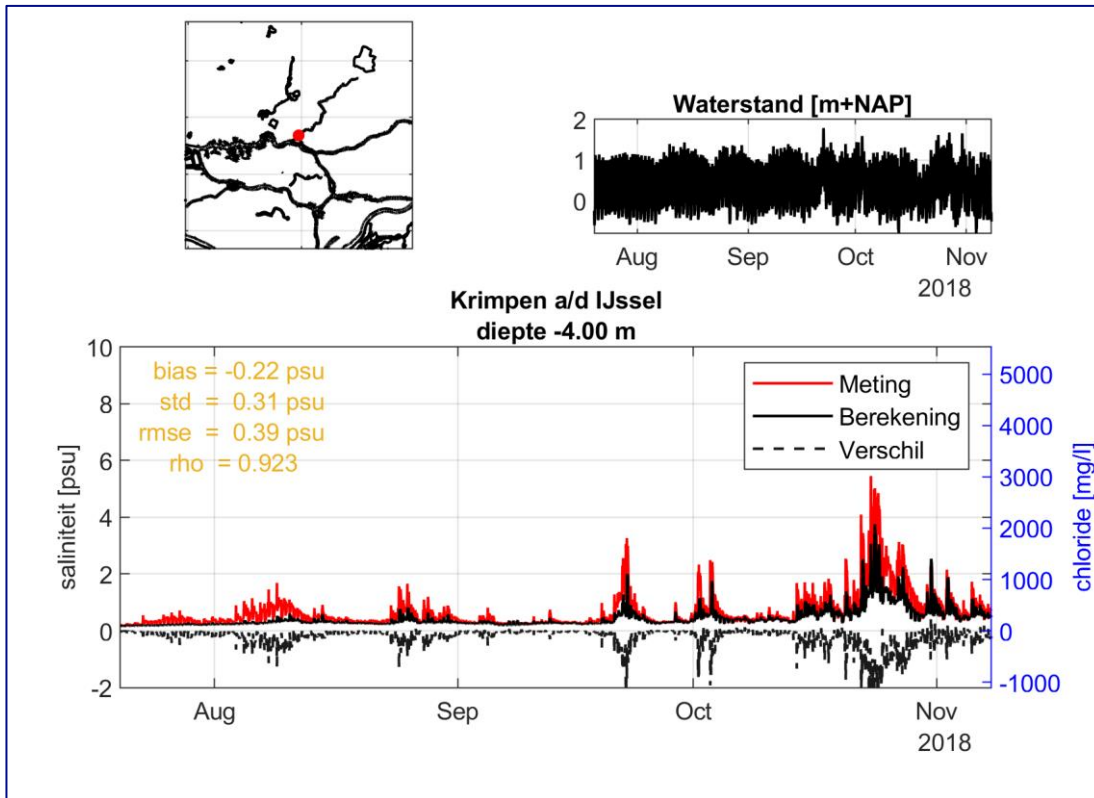 Waterstand [m+NAP]
2
1
0
Aug Sep Oct Nov
2018
Krimpen a/d IJssel
diepte -4.00 m
10
8
6
4
2
0
-2
saliniteit [psu]
bias = -0.22 psu
std = 0.31 psu
rmse = 0.39 psu
rho = 0.923
Meting
Berekening
Verschil
5000
4000
3000
2000
1000
0
-1000
chloride [mg/l]
Aug Sep Oct Nov
2018